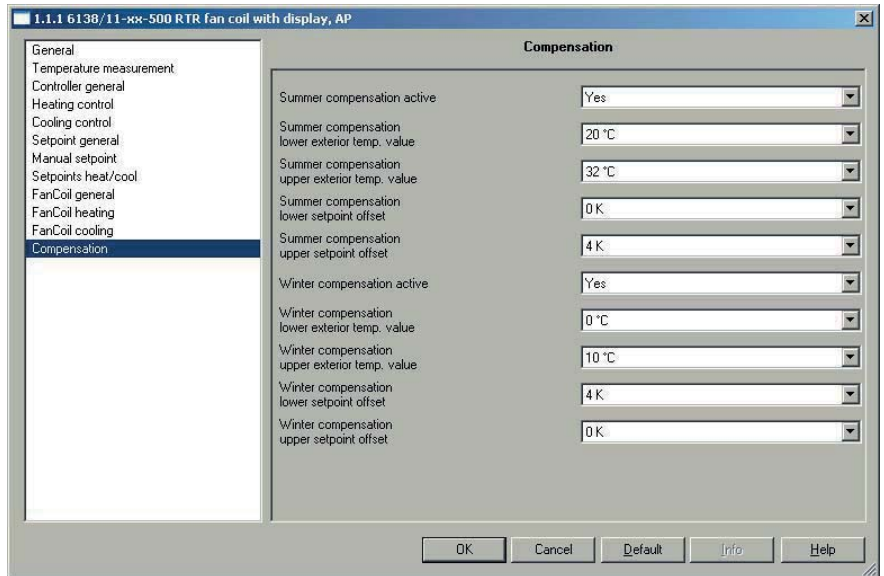 1.1.1 6138/11-xx-500 RTR fan coil with display, AP
General
Temperature measurement
Controller general
Heating control
Cooling control
Setpoint general
Manual setpoint
Setpoints heat/cool
FanCoil general
FanCoil heating
FanCoil cooling
Compensation
Compensation
Summer compensation active
Yes
Summer compensation
lower exterior temp. value
20 °C
Summer compensation
upper exterior temp. value
32 °C
Summer compensation
lower setpoint offset
0 K
Summer compensation
upper setpoint offset
4 K
Winter compensation active
Yes
Winter compensation
lower exterior temp. value
0 °C
Winter compensation
upper exterior temp. value
10 °C
Winter compensation
lower setpoint offset
4 K
Winter compensation
upper setpoint offset
0 K
OK Cancel Default Info Help